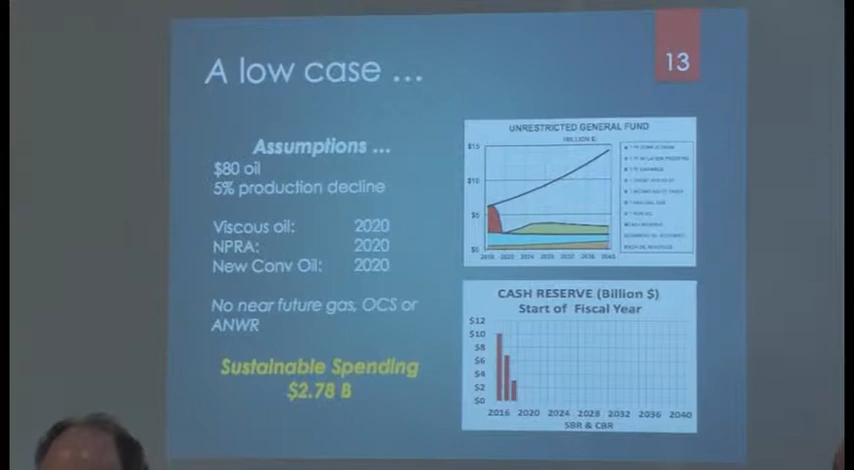 A low case ...
13
Assumptions ...
$80 oil
5% production decline
Viscous oil: 2020
NPRA: 2020
New Conv Oil: 2020
No near future gas, OCS or
ANWR
Sustainable Spending
$2.78 B
UNRESTRICTED GENERAL FUND
$15
$10
$5
$0
CASH RESERVE (Billion $)
Start of Fiscal Year
$12
$10
$8
$6
$4
$2
$0
2016 2020 2024 2028 2032 2036 2040
SBR & CBR